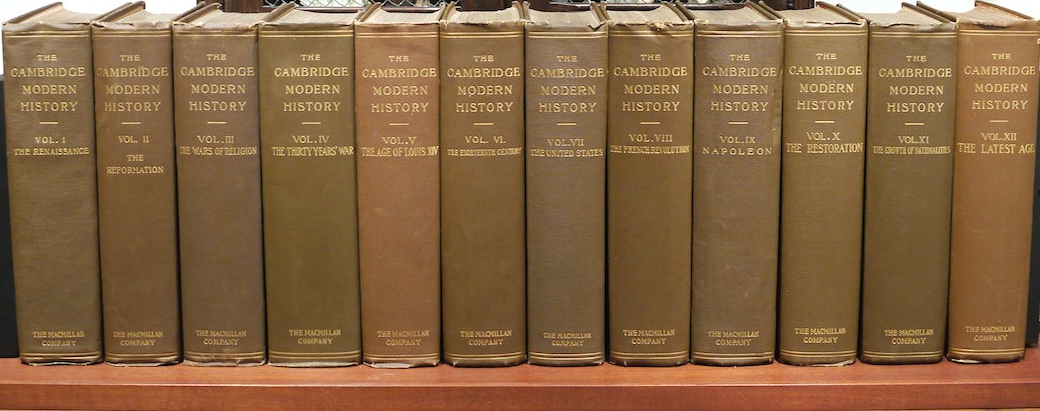 THE
CAMBRIDGE
MODERN
HISTORY
VOL. I
THE RENAISSANCE
THE MACMILLAN
COMPANY
THE
CAMBRIDGE
MODERN
HISTORY
VOL. II
THE
REFORMATION
THE MACMILLAN
COMPANY
THE
CAMBRIDGE
MODERN
HISTORY
VOL. III
THE WARS OF RELIGION
THE MACMILLAN
COMPANY
THE
CAMBRIDGE
MODERN
HISTORY
VOL. IV
THE THIRTY YEARS' WAR
THE MACMILLAN
COMPANY
THE
CAMBRIDGE
MODERN
HISTORY
VOL. V
THE AGE OF LOUIS XIV
THE MACMILLAN
COMPANY
THE
CAMBRIDGE
MODERN
HISTORY
VOL. VI.
THE EIGHTEENTH CENTURY
THE MACMILLAN
COMPANY
THE
CAMBRIDGE
MODERN
HISTORY
VOL. VII
THE UNITED STATES
THE MACMILLAN
COMPANY
THE
CAMBRIDGE
MODERN
HISTORY
VOL. VIII
THE FRENCH REVOLUTION
THE MACMILLAN
COMPANY
THE
CAMBRIDGE
MODERN
HISTORY
VOL. IX
NAPOLEON
THE MACMILLAN
COMPANY
THE
CAMBRIDGE
MODERN
HISTORY
VOL. X
THE RESTORATION
THE MACMILLAN
COMPANY
THE
CAMBRIDGE
MODERN
HISTORY
VOL. XI
THE GROWTH OF NATIONALITIES
THE MACMILLAN
COMPANY
THE
CAMBRIDGE
MODERN
HISTORY
VOL. XII
THE LATEST AGE
THE MACMILLAN
COMPANY